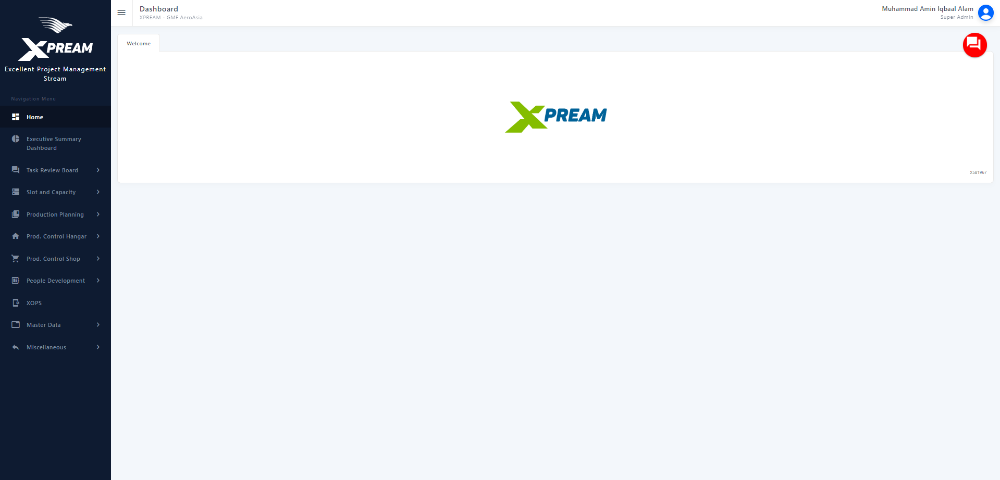 XPREAM
Excellent Project Management
Stream
Navigation Menu
Home
Executive Summary
Dashboard
Task Review Board
Slot and Capacity
Production Planning
Prod. Control Hangar
Prod. Control Shop
People Development
XOPS
Master Data
Miscellaneous
Dashboard
XPREAM - GMF AeroAsia
Muhammad Amin Iqbaal Alam
Super Admin
Welcome
XPREAM
X581967